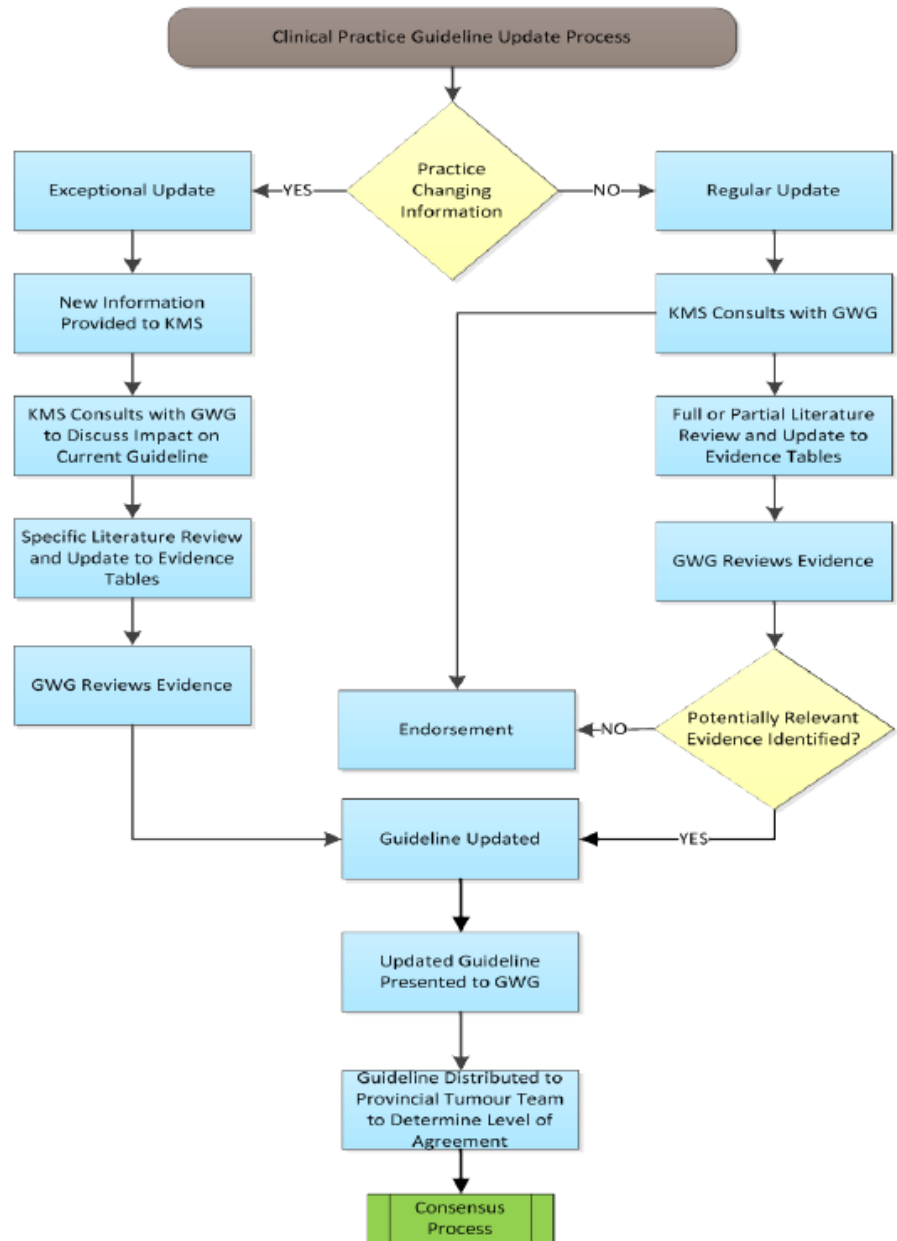 Clinical Practice Guideline Update Process
Practice
Changing
Information
YES
NO
Exceptional Update
Regular Update
New Information
Provided to KMS
KMS Consults with GWG
KMS Consults with GWG
to Discuss Impact on
Current Guideline
Full or Partial Literature
Review and Update to
Evidence Tables
Specific Literature Review
and Update to Evidence
Tables
GWG Reviews Evidence
GWG Reviews Evidence
Potentially Relevant
Evidence Identified?
NO
Endorsement
YES
Guideline Updated
Updated Guideline
Presented to GWG
Guideline Distributed to
Provincial Tumour Team
to Determine Level of
Agreement
Consensus
Process